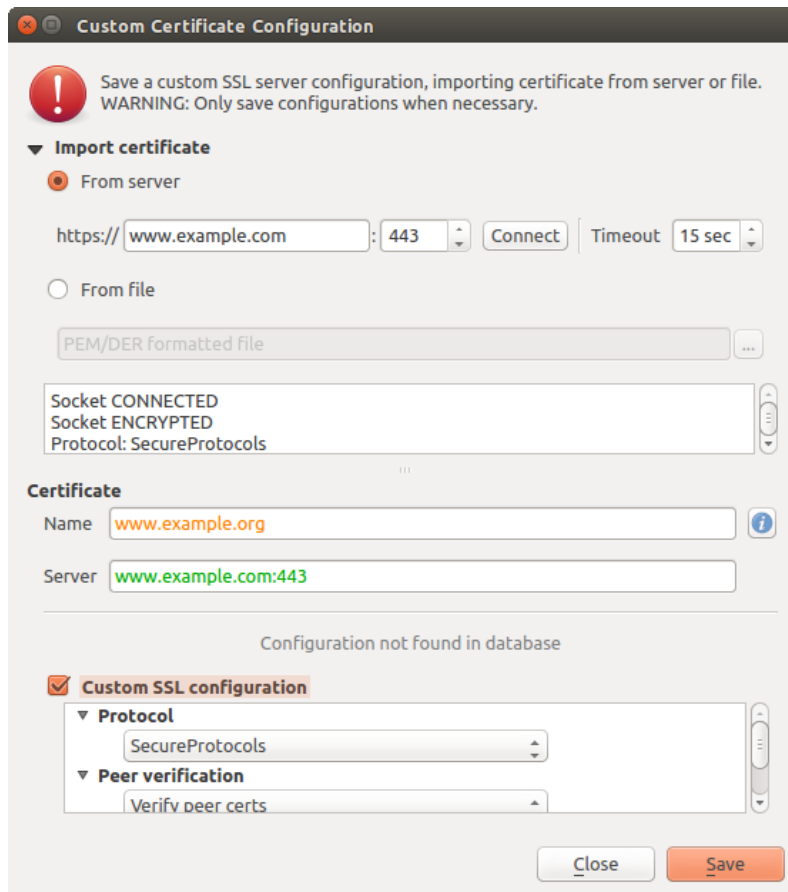 Custom Certificate Configuration
Save a custom SSL server configuration, importing certificate from server or file.
WARNING: Only save configurations when necessary.
Import certificate
From server
https:// www.example.com : 443 Connect Timeout 15 sec
From file
PEM/DER formatted file ...
Socket CONNECTED
Socket ENCRYPTED
Protocol: SecureProtocols
Certificate
Name www.example.org
Server www.example.com:443
Configuration not found in database
Custom SSL configuration
Protocol
SecureProtocols
Peer verification
Verify peer certs
Close Save